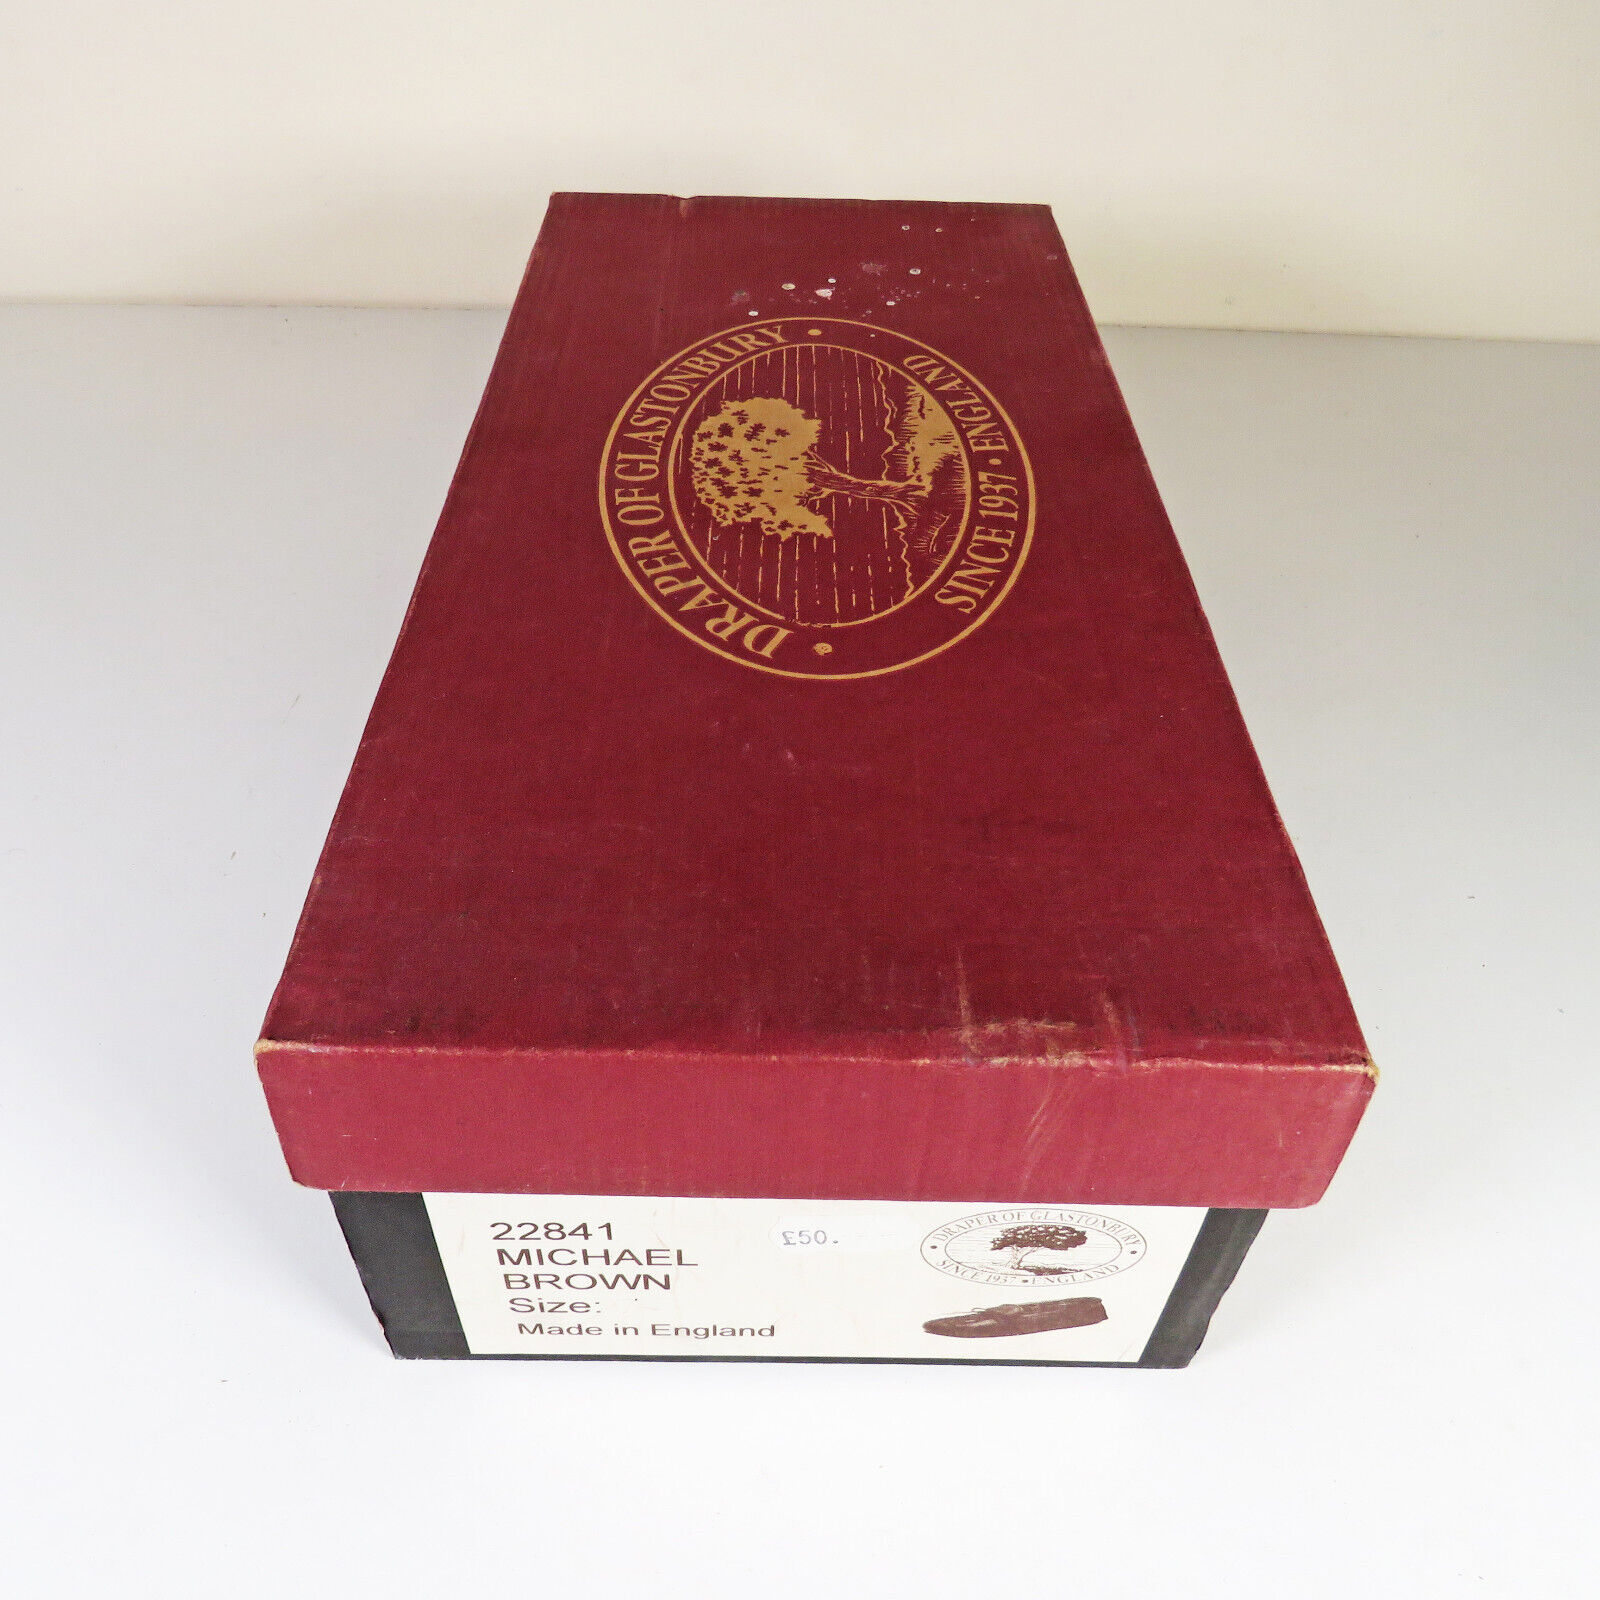 DRAPER OF GLASTONBURY
SINCE 1937 • ENGLAND
22841
MICHAEL
BROWN
Size:
Made in England
£50.
DRAPER OF GLASTONBURY
SINCE 1937 • ENGLAND